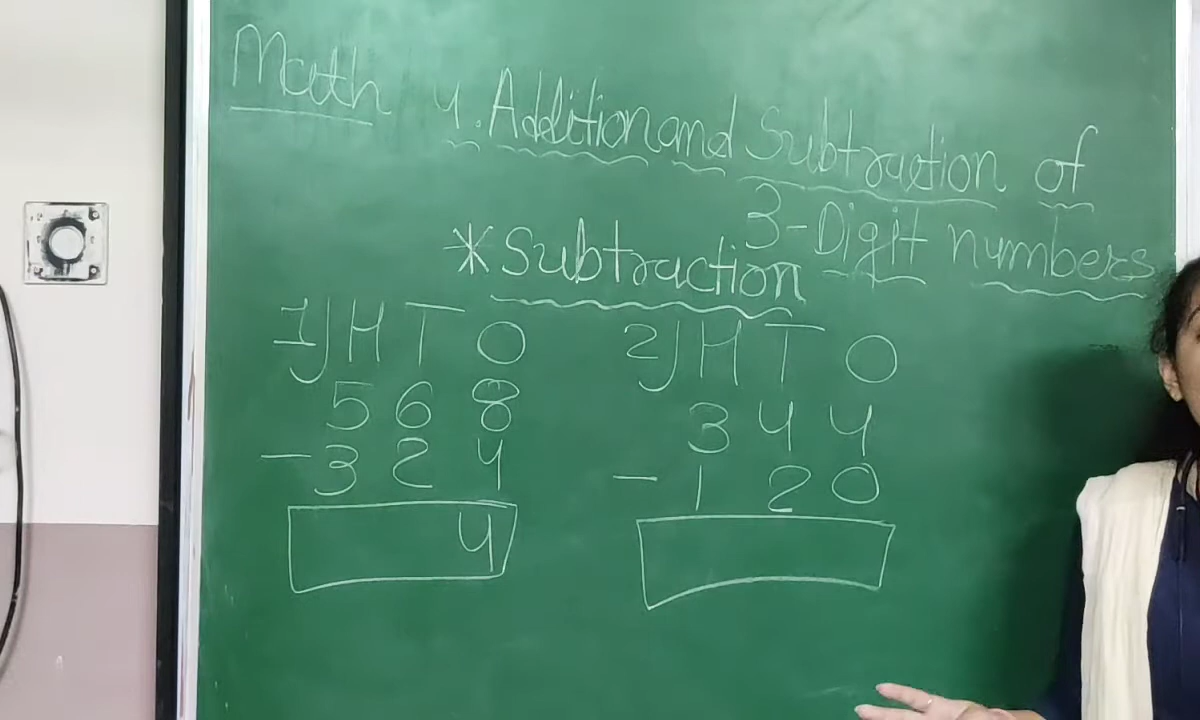 Math 4. Addition and Subtraction of
3-Digit numbers
*Subtraction
1) H T O
5 6 8
- 3 2 4
4
2) H T O
3 4 4
- 1 2 0